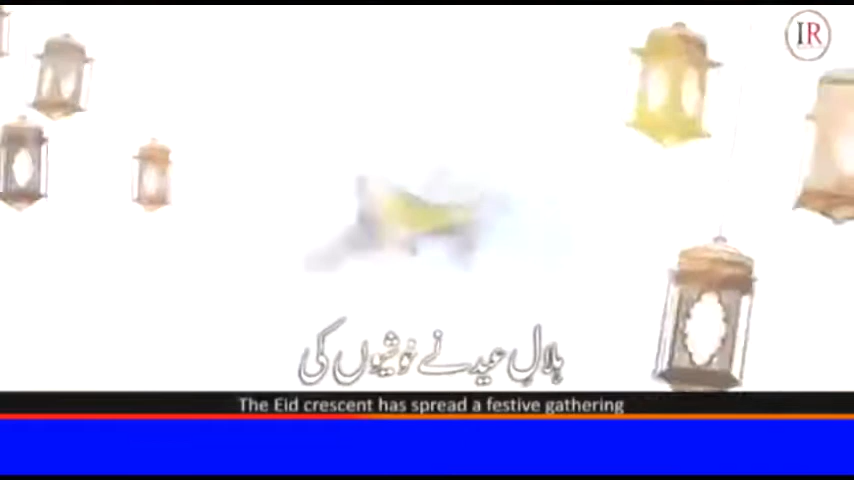 IR
ہلالِ عید نے خوشیوں کی
The Eid crescent has spread a festive gathering